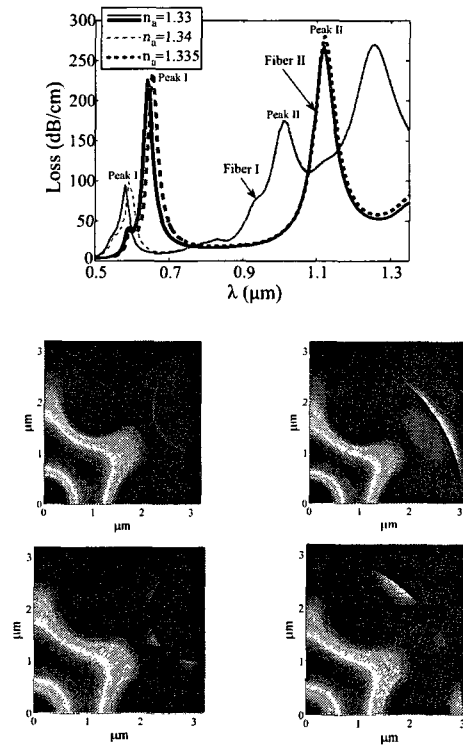 n_a=1.33
n_a=1.34
n_a=1.335
Peak I
Peak II
Fiber II
Peak II
Peak I
Fiber I
Loss (dB/cm)
300
250
200
150
100
50
0
0.5 0.7 0.9 1.1 1.3
λ (μm)
3
2
1
0
μm
0 1 2 3
μm
3
2
1
0
μm
0 1 2 3
μm
3
2
1
0
μm
0 1 2 3
μm
3
2
1
0
μm
0 1 2 3
μm